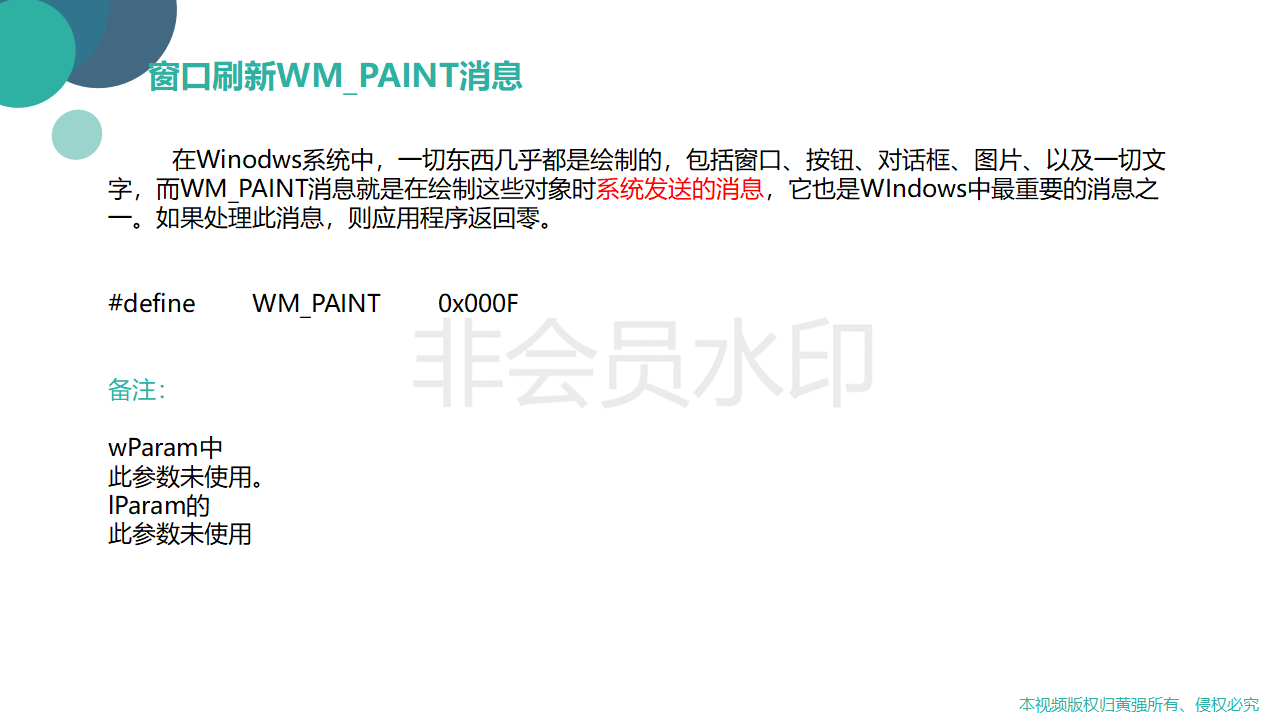 窗口刷新WM_PAINT消息
在Winodws系统中，一切东西几乎都是绘制的，包括窗口、按钮、对话框、图片、以及一切文
字，而WM_PAINT消息就是在绘制这些对象时系统发送的消息，它也是WIndows中最重要的消息之
一。如果处理此消息，则应用程序返回零。
#define WM_PAINT 0x000F
非会员水印
备注：
wParam中
此参数未使用。
lParam的
此参数未使用
本视频版权归黄强所有、侵权必究